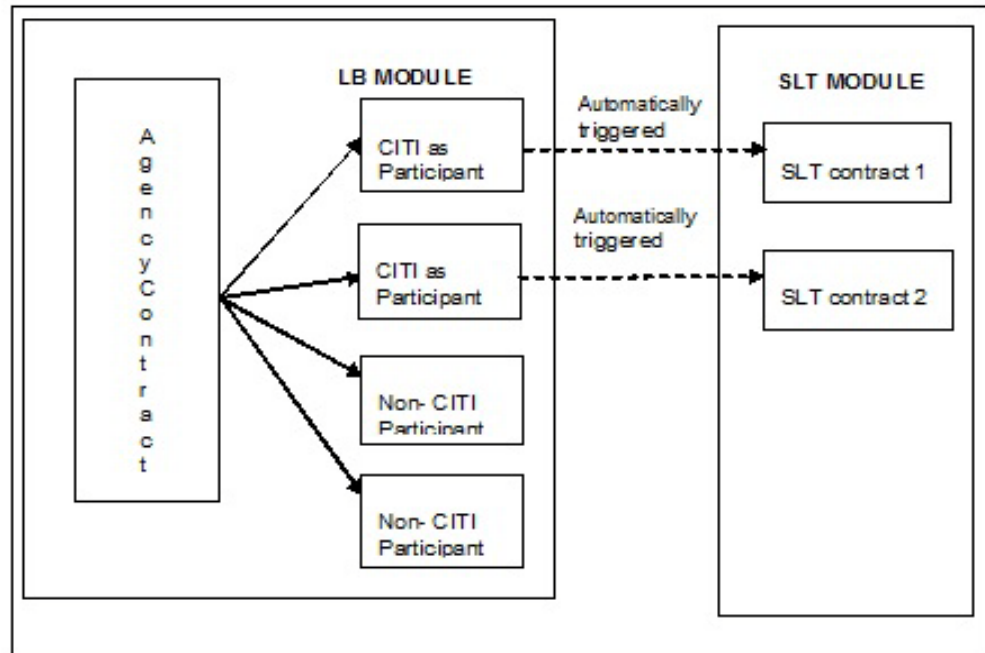 LB MODULE
SLT MODULE
A
g
e
n
c
y
C
o
n
t
r
a
c
t
CITI as
Participant
Automatically
triggered
SLT contract 1
CITI as
Participant
Automatically
triggered
SLT contract 2
Non- CITI
Participant
Non- CITI
Participant